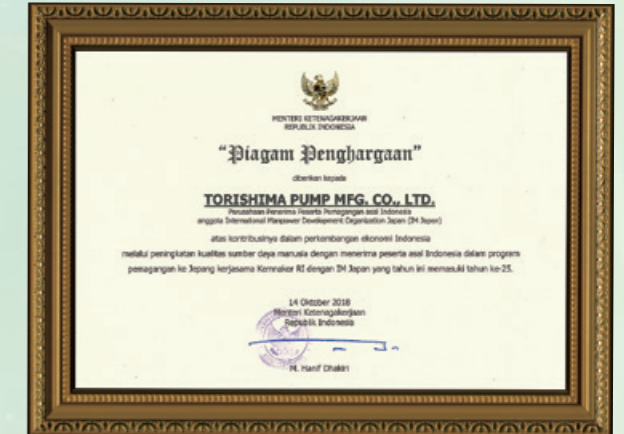 MENTERI KETENAGAKERJAAN
REPUBLIK INDONESIA
“Piagam Penghargaan”
diberikan kepada
TORISHIMA PUMP MFG. CO., LTD.
Perusahaan Penerima Peserta Pemagangan asal Indonesia
anggota International Manpower Development Organization Japan (IM Japan)
atas kontribusinya dalam perkembangan ekonomi Indonesia
melalui peningkatan kualitas sumber daya manusia dengan menerima peserta asal Indonesia dalam program
pemagangan ke Jepang kerjasama Kemnaker RI dengan IM Japan yang tahun ini memasuki tahun ke-25.
14 Oktober 2018
Menteri Ketenagakerjaan
Republik Indonesia
M. Hanif Dhakiri